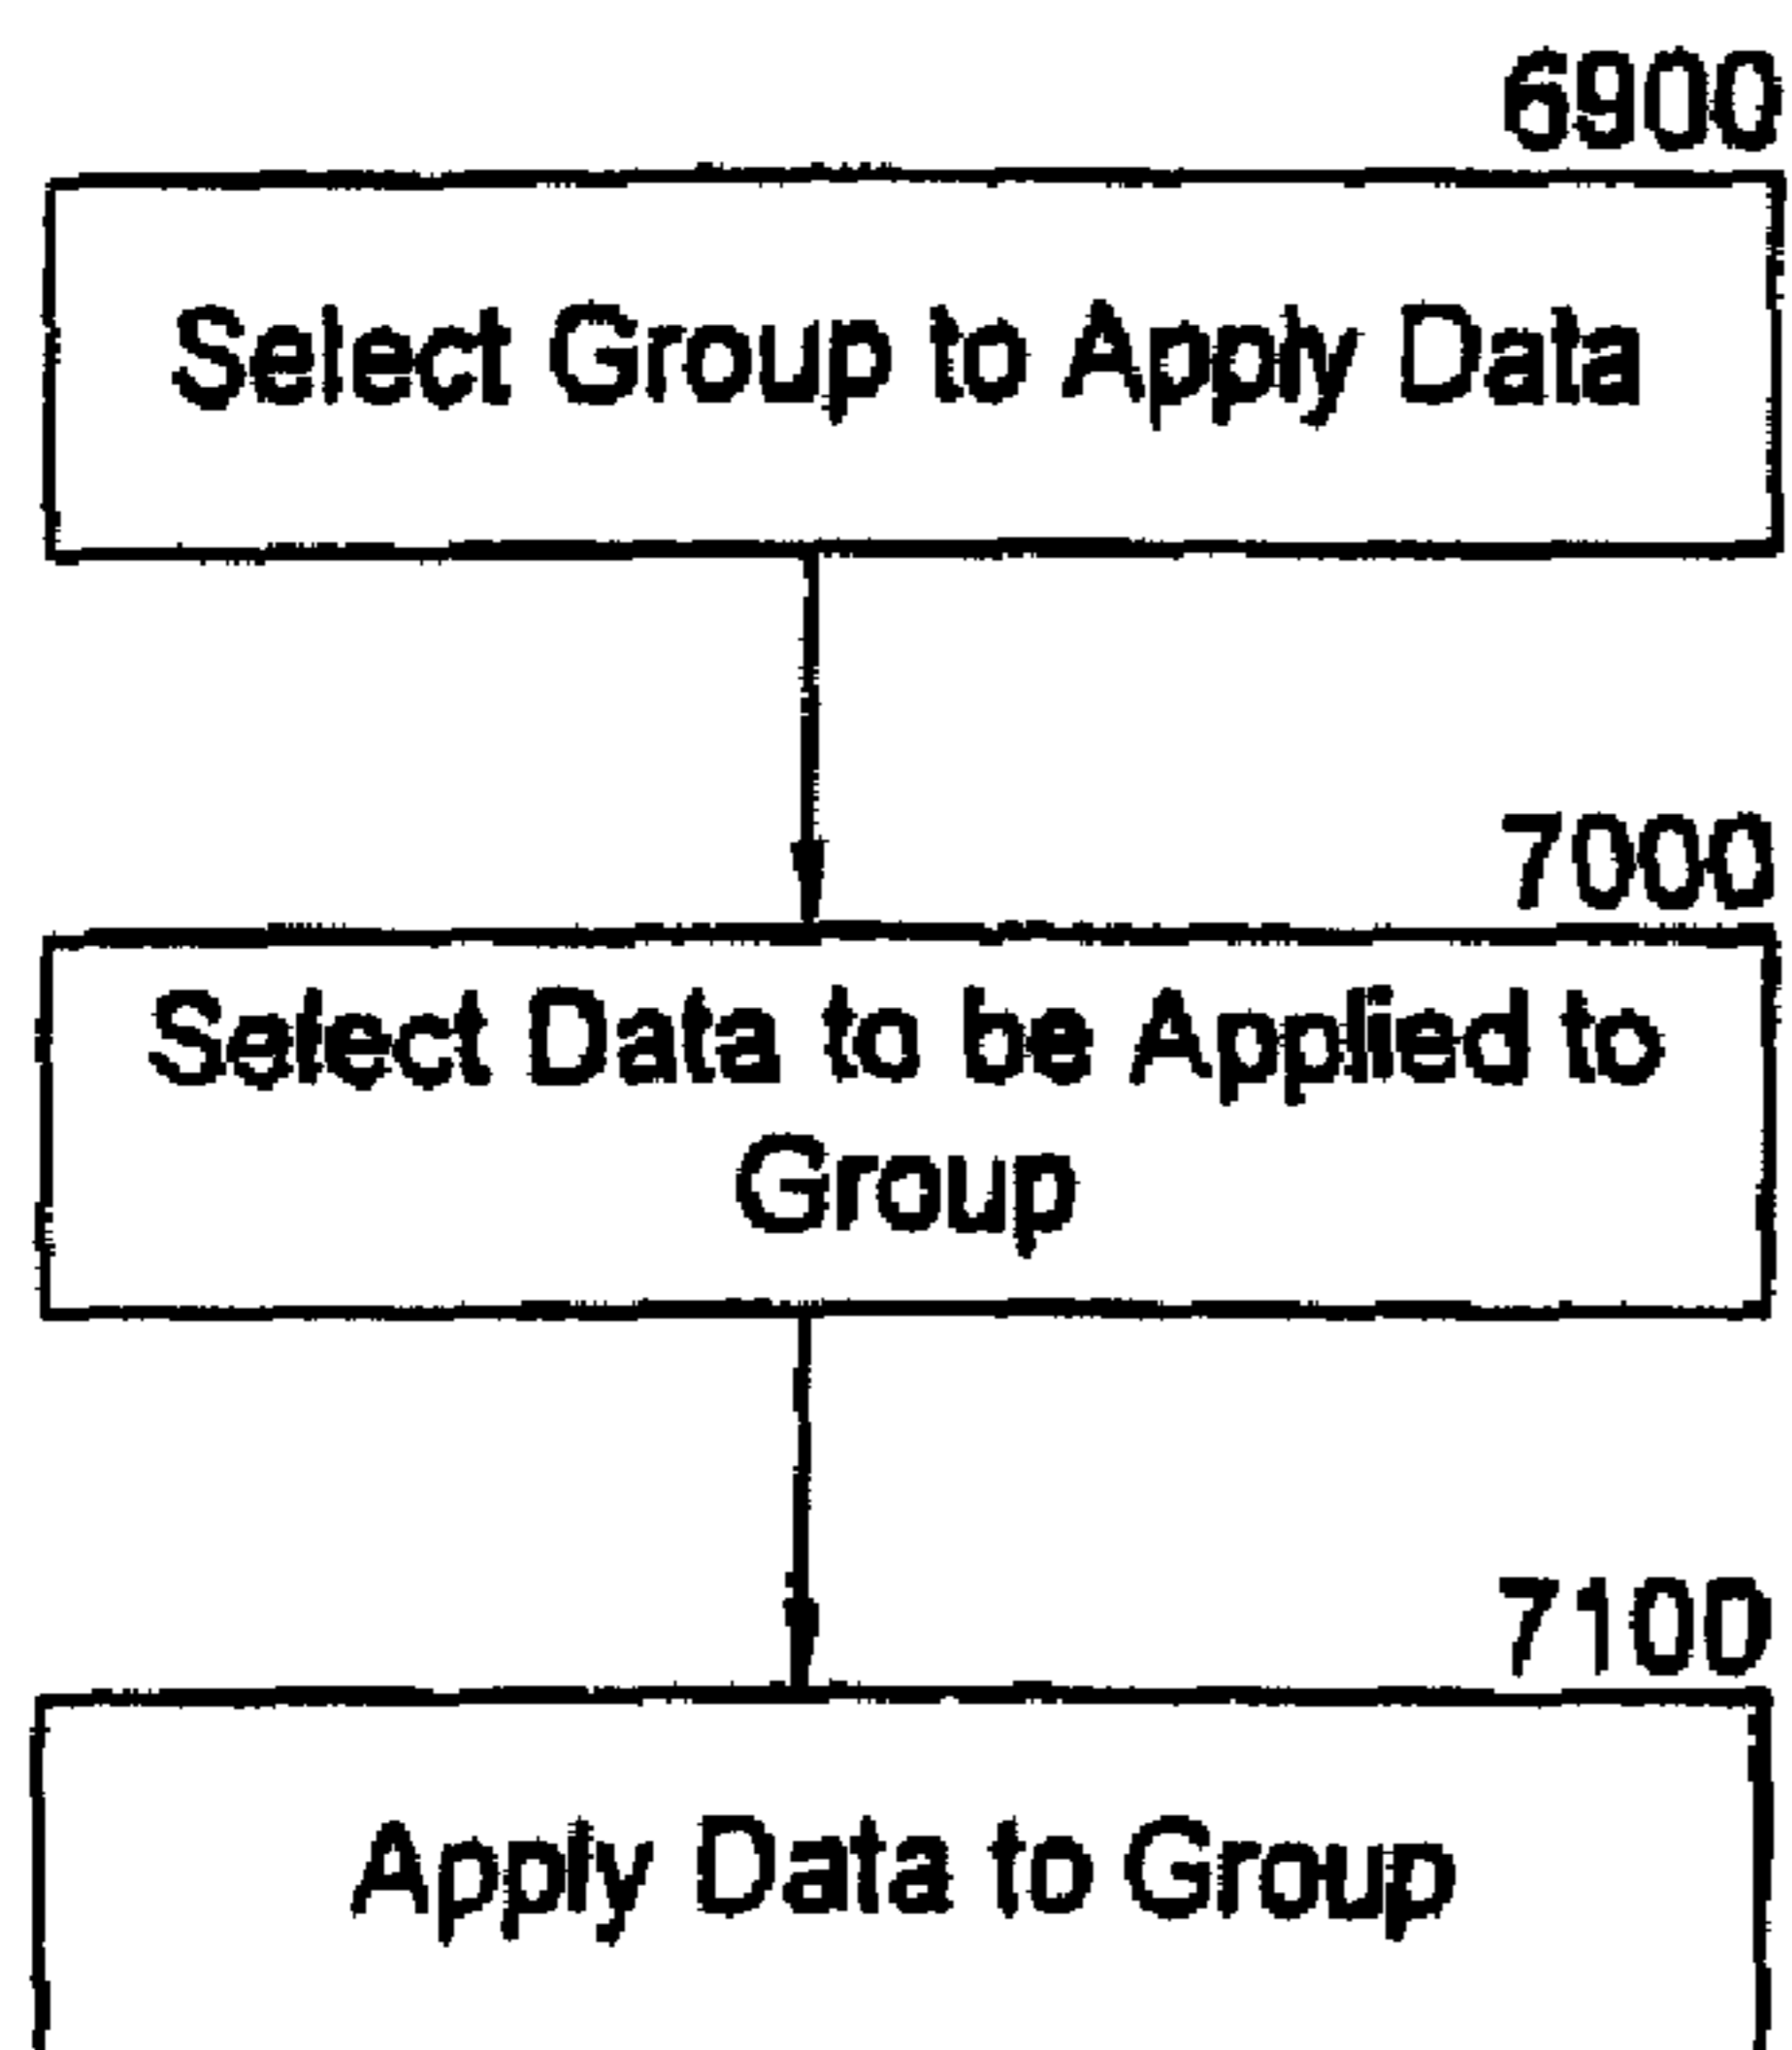 6900
Select Group to Apply Data
7000
Select Data to be Applied to
Group
7100
Apply Data to Group